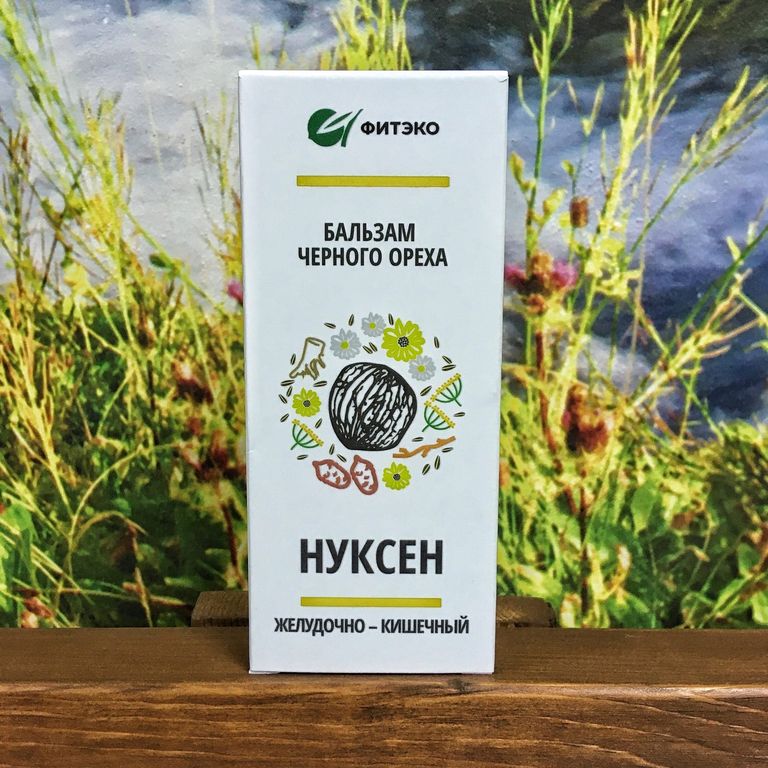 ФИТЭКО
БАЛЬЗАМ
ЧЕРНОГО ОРЕХА
НУКСЕН
ЖЕЛУДОЧНО – КИШЕЧНЫЙ